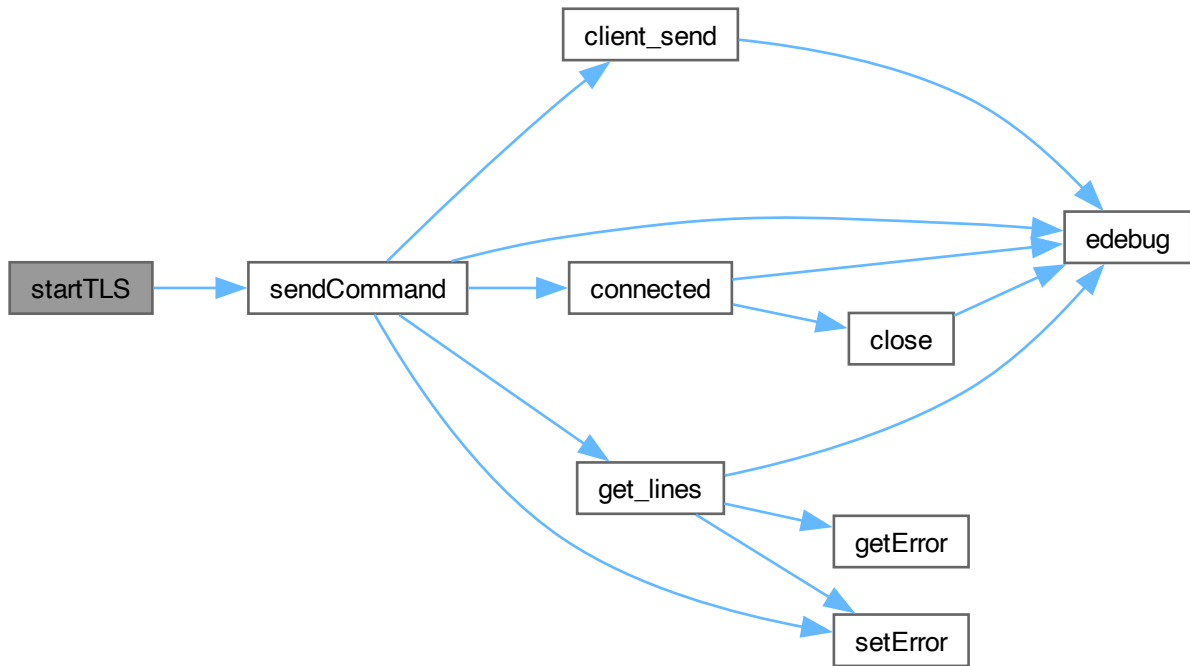 client_send
edebug
startTLS
sendCommand
connected
close
get_lines
getError
setError